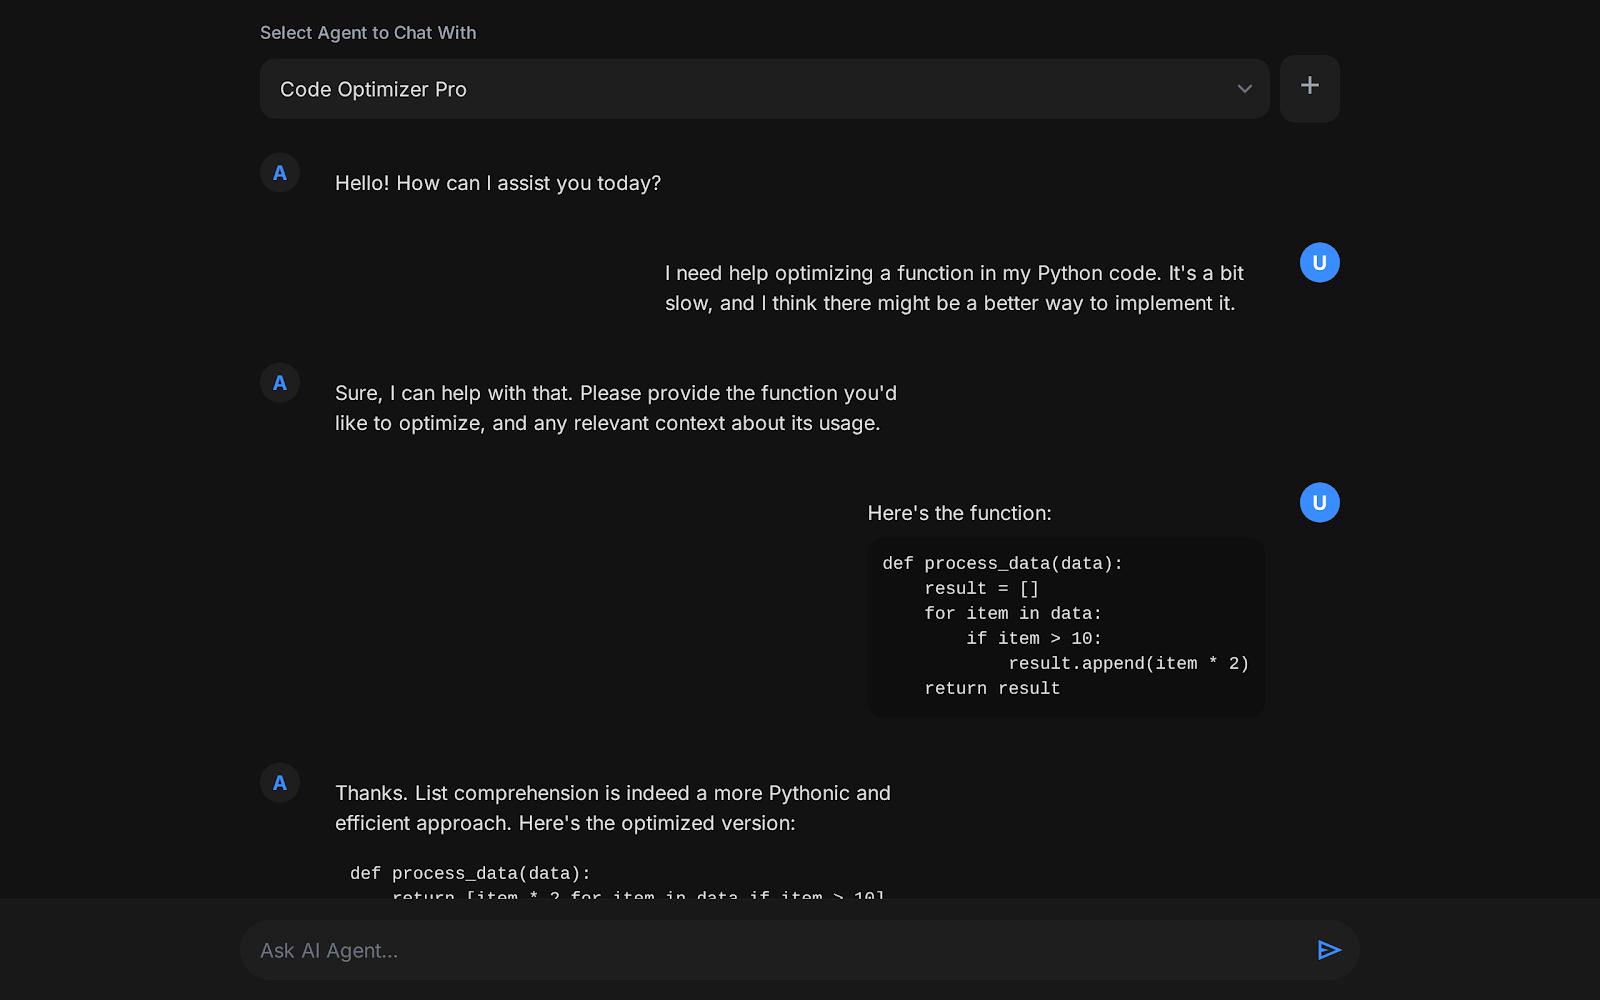 Select Agent to Chat With
Code Optimizer Pro
+
A
Hello! How can I assist you today?
U
I need help optimizing a function in my Python code. It's a bit
slow, and I think there might be a better way to implement it.
A
Sure, I can help with that. Please provide the function you'd
like to optimize, and any relevant context about its usage.
U
Here's the function:
def process_data(data):
    result = []
    for item in data:
        if item > 10:
            result.append(item * 2)
    return result
A
Thanks. List comprehension is indeed a more Pythonic and
efficient approach. Here's the optimized version:
def process_data(data):
    return [item * 2 for item in data if item > 10]
Ask AI Agent...